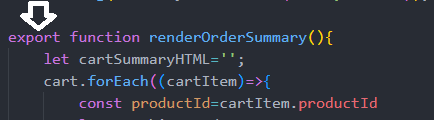 export function renderOrderSummary(){
let cartSummaryHTML='';
cart.forEach((cartItem)=>{
const productId=cartItem.productId